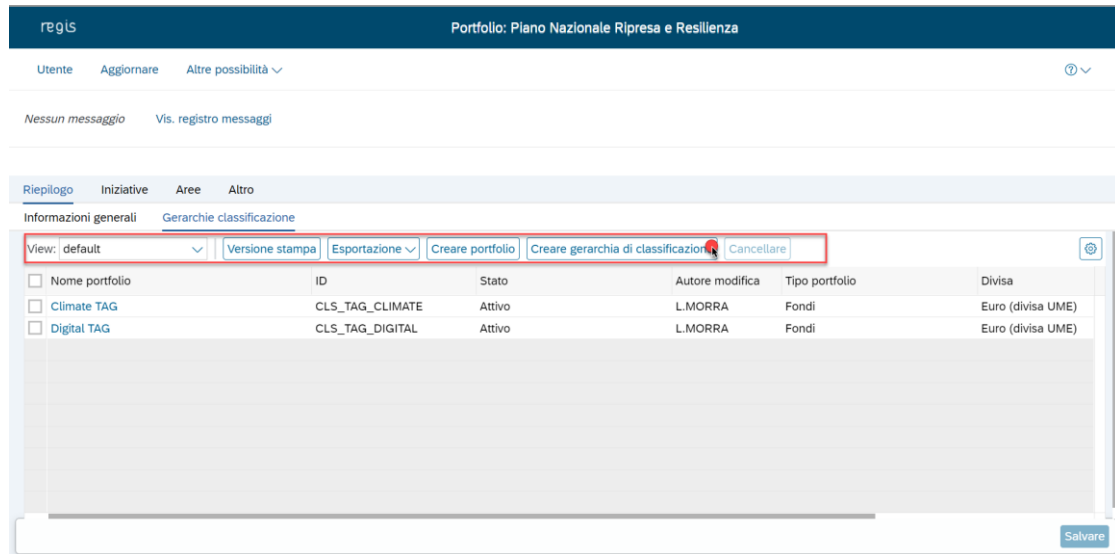 regis
Portfolio: Piano Nazionale Ripresa e Resilienza
Utente Aggiornare Altre possibilità
Nessun messaggio Vis. registro messaggi
Riepilogo Iniziative Aree Altro
Informazioni generali Gerarchie classificazione
View: default Versione stampa Esportazione Creare portfolio Creare gerarchia di Cancellare
Nome portfolio ID Stato Autore modifica Tipo portfolio Divisa
Climate TAG CLS_TAG_CLIMATE Attivo L.MORRA Fondi Euro (divisa UME)
Digital TAG CLS_TAG_DIGITAL Attivo L.MORRA Fondi Euro (divisa UME)
Salvare